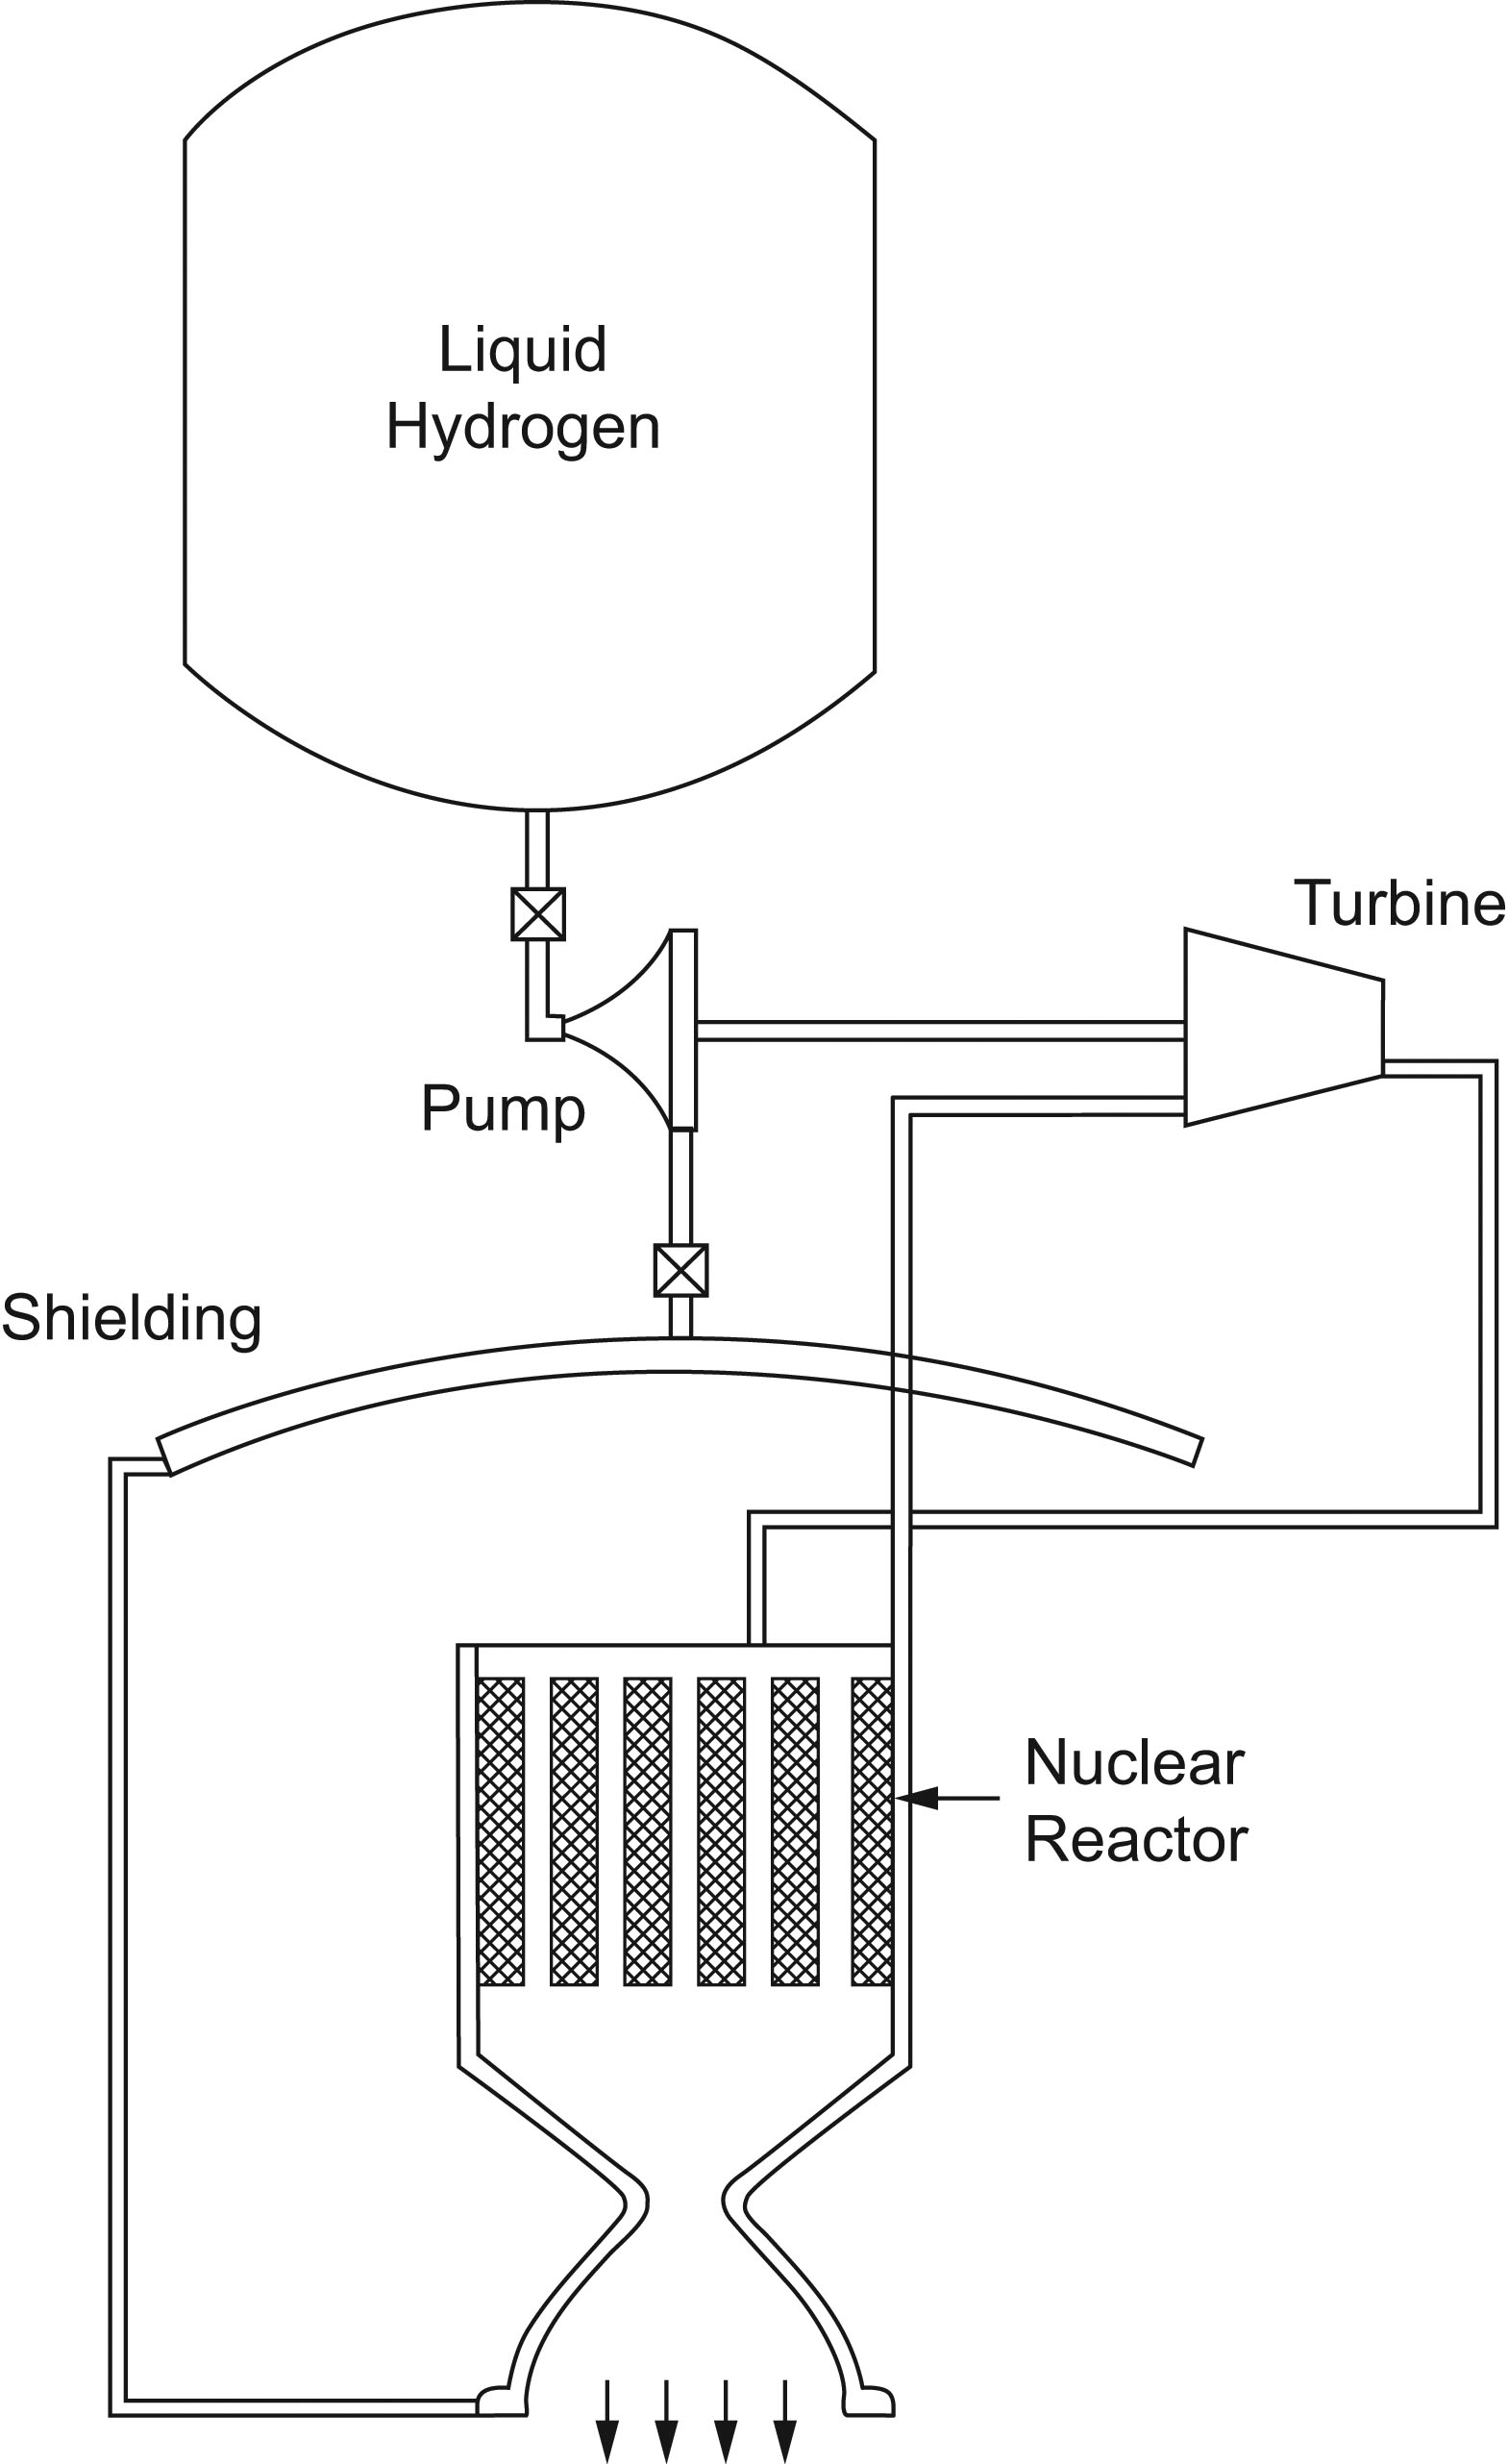 Liquid
Hydrogen
Turbine
Pump
Shielding
Nuclear
Reactor